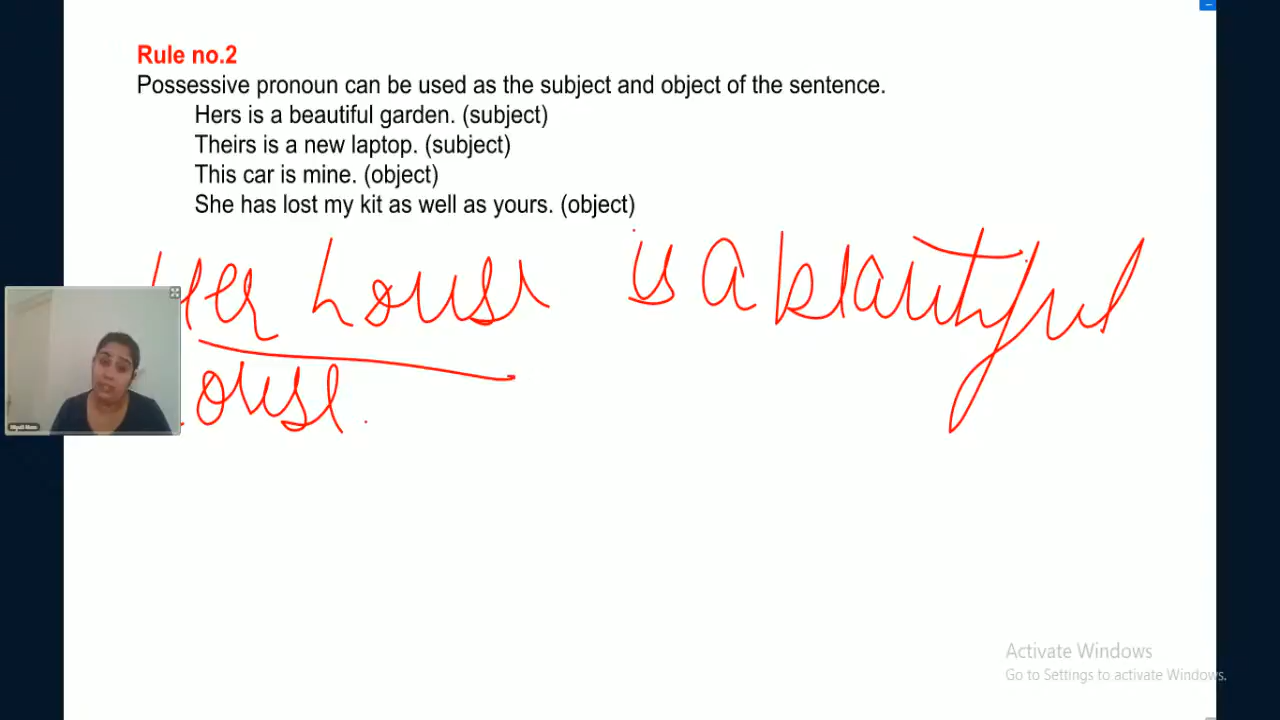 Rule no.2
Possessive pronoun can be used as the subject and object of the sentence.
Hers is a beautiful garden. (subject)
Theirs is a new laptop. (subject)
This car is mine. (object)
She has lost my kit as well as yours. (object)
Her house is a beautiful
house.
Activate Windows
Go to Settings to activate Windows.